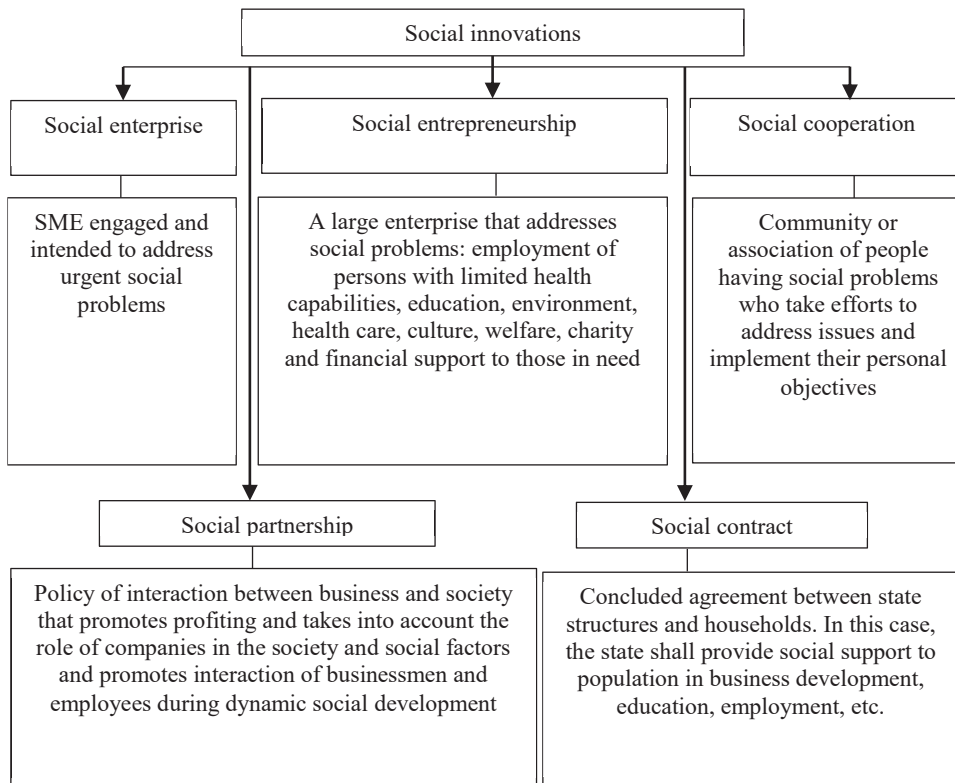 Social innovations
Social enterprise
Social entrepreneurship
Social cooperation
SME engaged and
intended to address
urgent social
problems
A large enterprise that addresses
social problems: employment of
persons with limited health
capabilities, education, environment,
health care, culture, welfare, charity
and financial support to those in need
Community or
association of people
having social problems
who take efforts to
address issues and
implement their personal
objectives
Social partnership
Social contract
Policy of interaction between business and society
that promotes profiting and takes into account the
role of companies in the society and social factors
and promotes interaction of businessmen and
employees during dynamic social development
Concluded agreement between state
structures and households. In this case,
the state shall provide social support to
population in business development,
education, employment, etc.